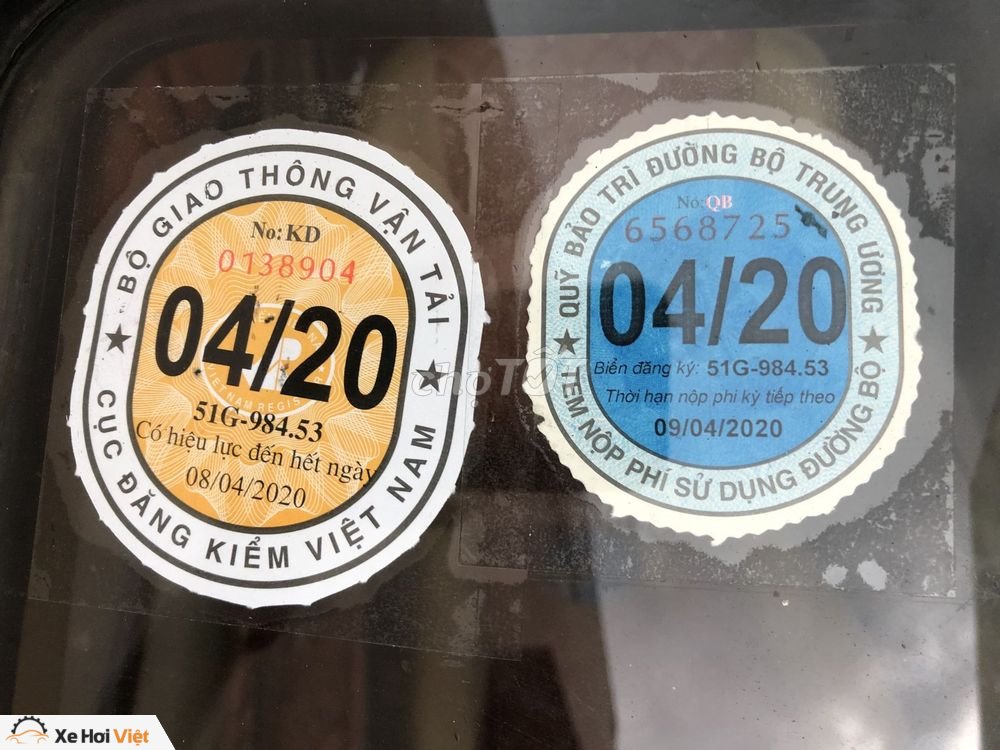 BỘ GIAO THÔNG VẬN TẢI
No: KD
0138904
04/20
VIETNAM REGISTER
51G-984.53
Có hiệu lực đến hết ngày
08/04/2020
CỤC ĐĂNG KIỂM VIỆT NAM
QUỸ BẢO TRÌ ĐƯỜNG BỘ TRUNG ƯƠNG
No: QB
6568725
04/20
Biển đăng ký: 51G-984.53
Thời hạn nộp phí kỳ tiếp theo
09/04/2020
TEM NỘP PHÍ SỬ DỤNG ĐƯỜNG BỘ
chợTỐT
Xe Hơi Việt